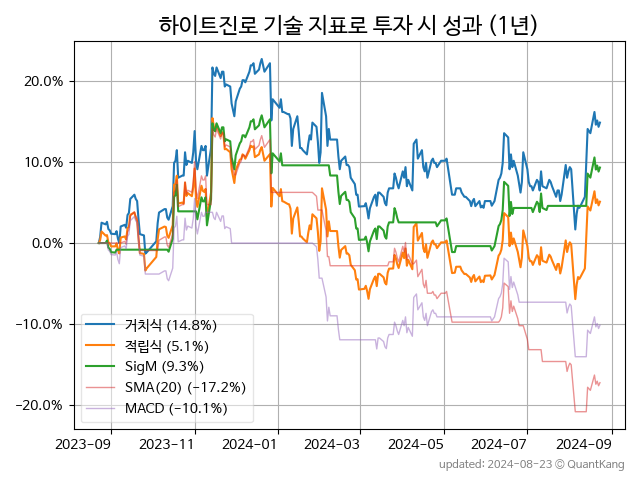 하이트진로 기술 지표로 투자 시 성과 (1년)
20.0%
10.0%
0.0%
−10.0%
−20.0%
거치식 (14.8%)
적립식 (5.1%)
SigM (9.3%)
SMA(20) (−17.2%)
MACD (−10.1%)
2023-09 2023-11 2024-01 2024-03 2024-05 2024-07 2024-09
updated: 2024-08-23 ⓒ QuantKang